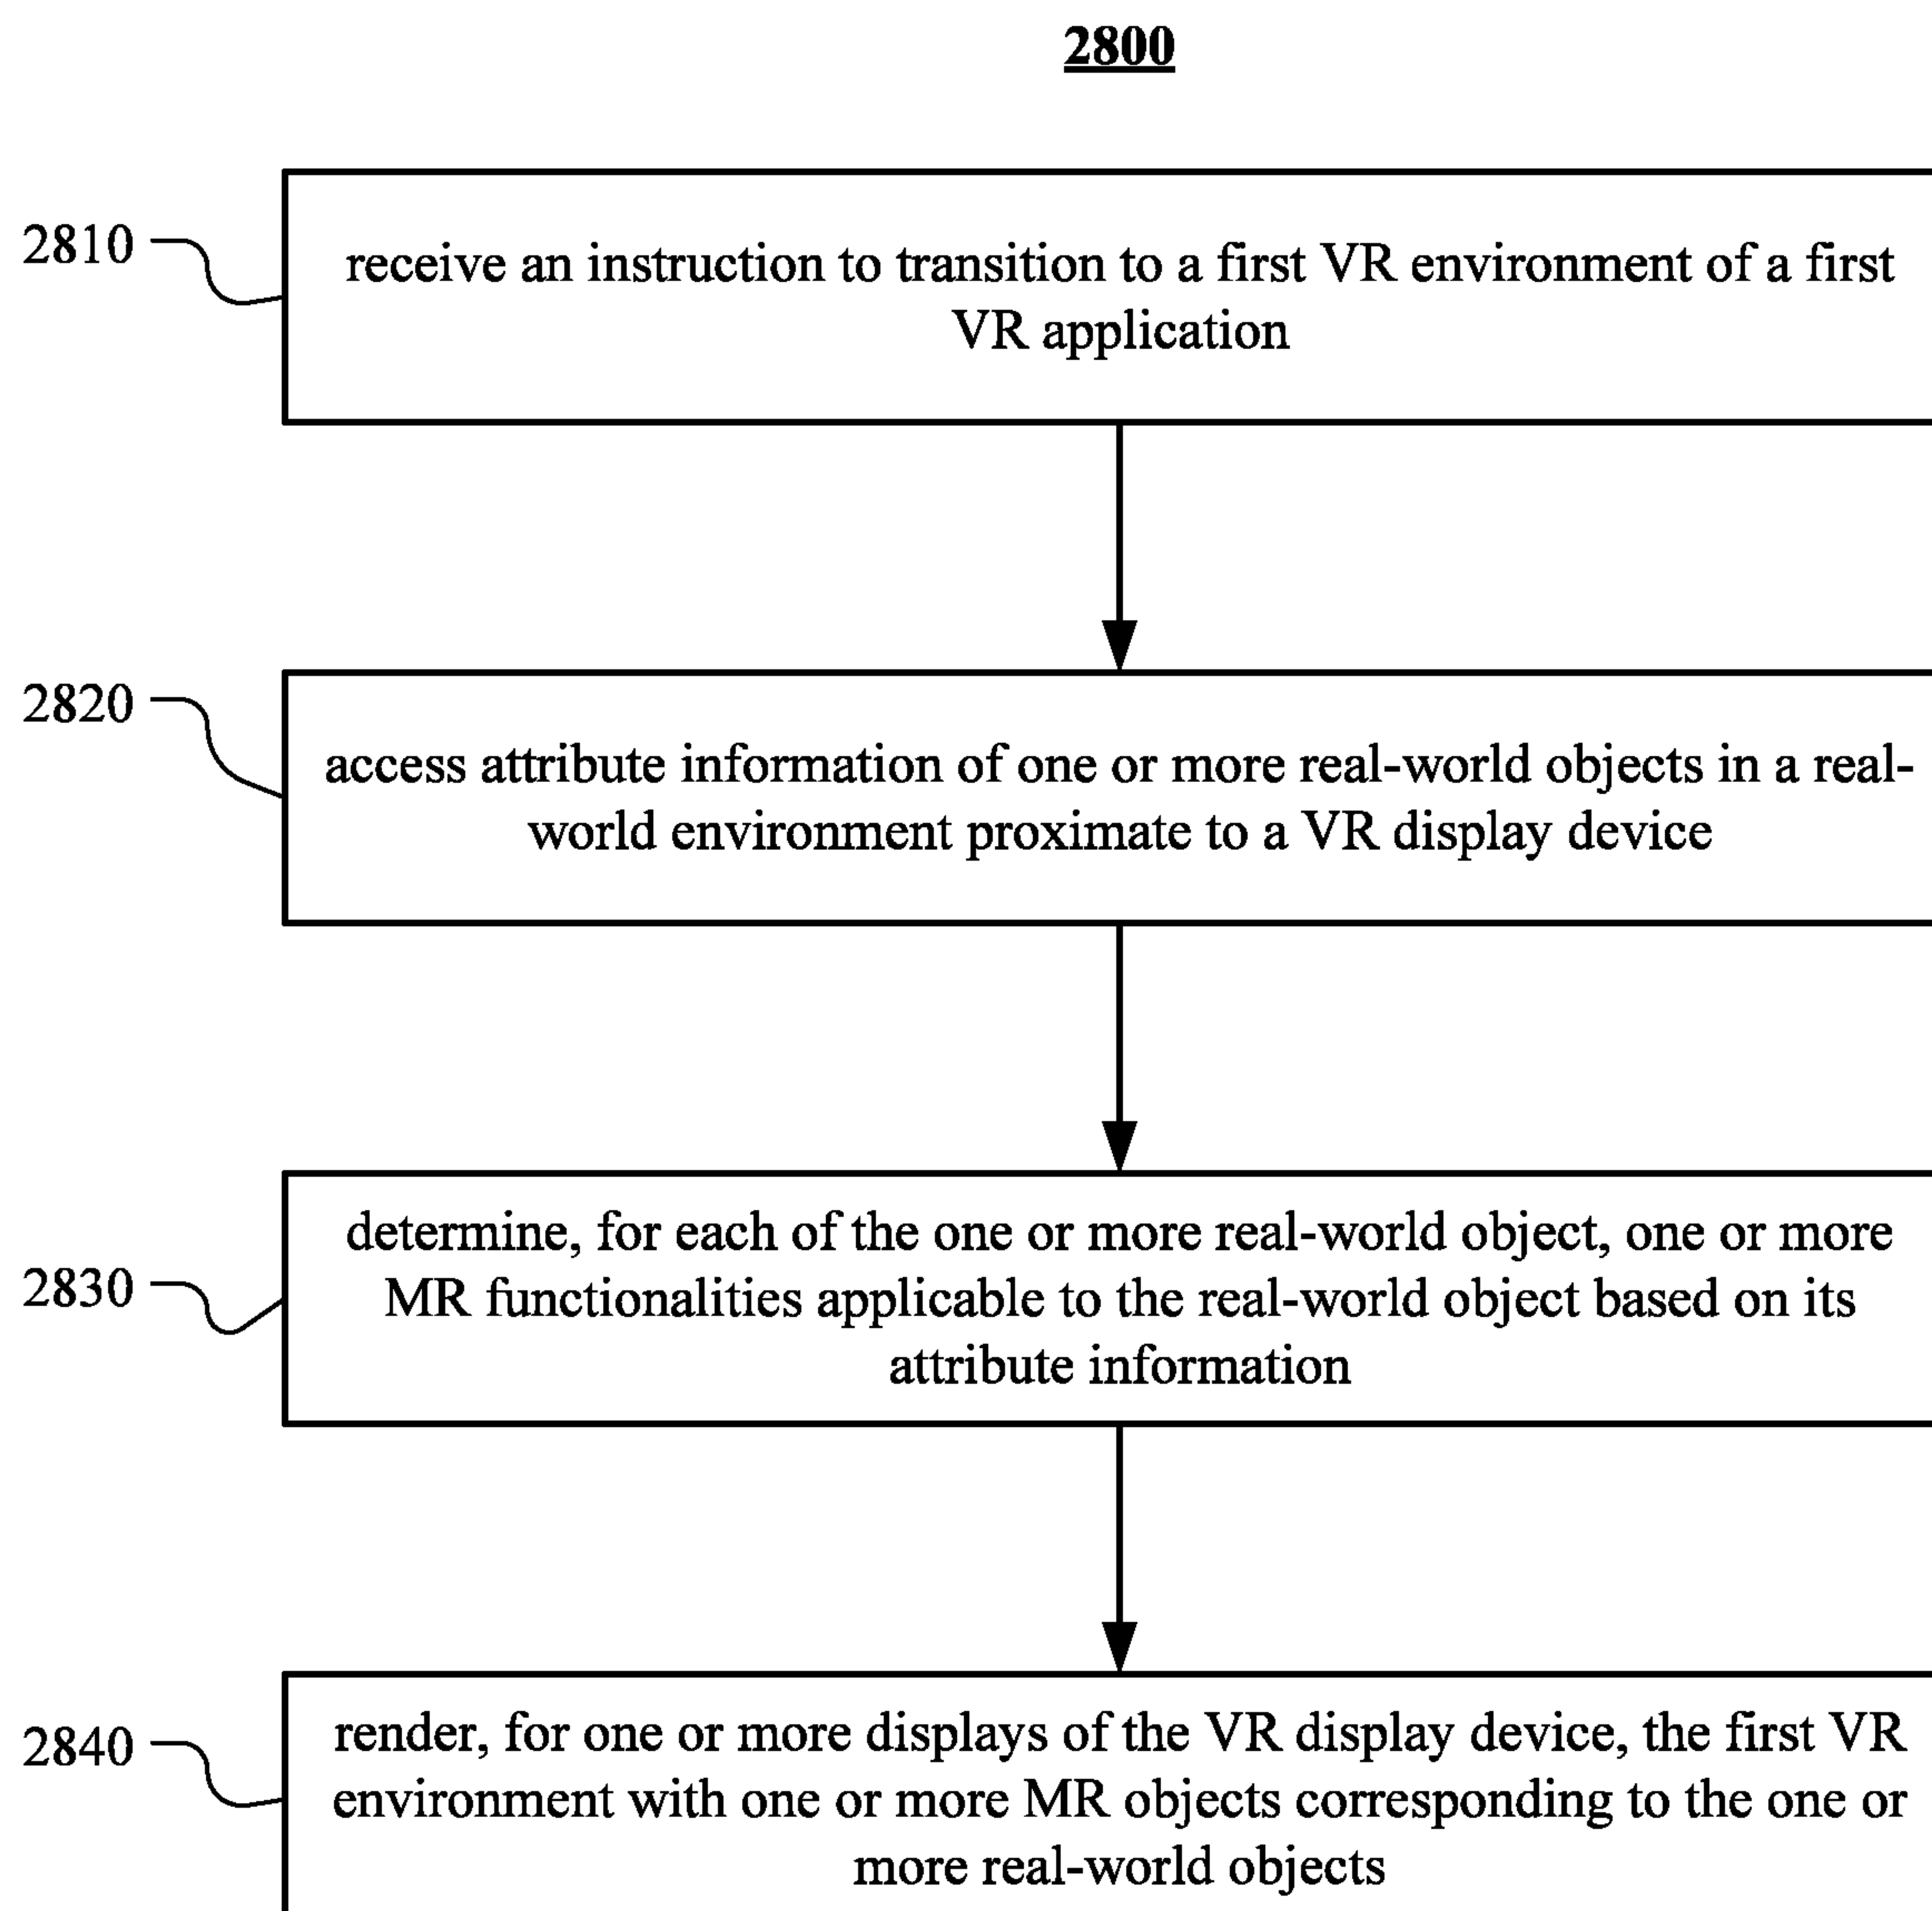 2800
2810
receive an instruction to transition to a first VR environment of a first
VR application
2820
access attribute information of one or more real-world objects in a real-
world environment proximate to a VR display device
2830
determine, for each of the one or more real-world object, one or more
MR functionalities applicable to the real-world object based on its
attribute information
2840
render, for one or more displays of the VR display device, the first VR
environment with one or more MR objects corresponding to the one or
more real-world objects